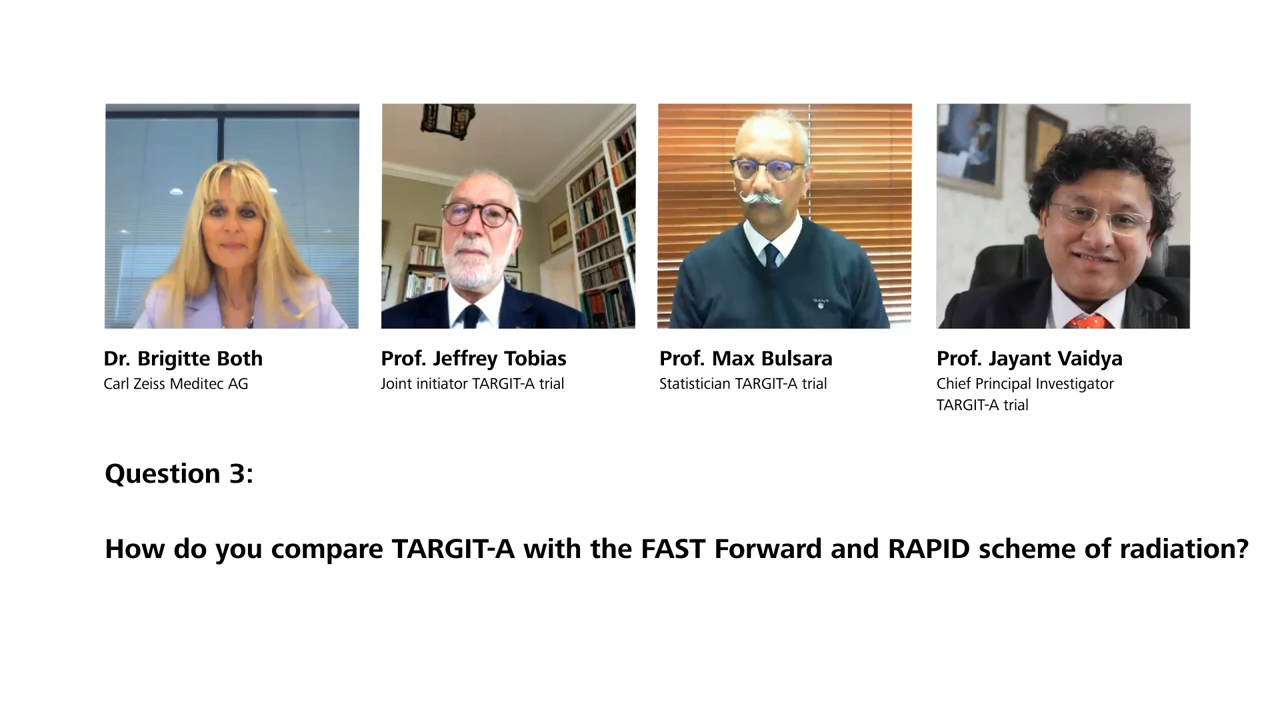 Dr. Brigitte Both
Carl Zeiss Meditec AG
Prof. Jeffrey Tobias
Joint initiator TARGIT-A trial
Prof. Max Bulsara
Statistician TARGIT-A trial
Prof. Jayant Vaidya
Chief Principal Investigator
TARGIT-A trial
GANT
Question 3:
How do you compare TARGIT-A with the FAST Forward and RAPID scheme of radiation?